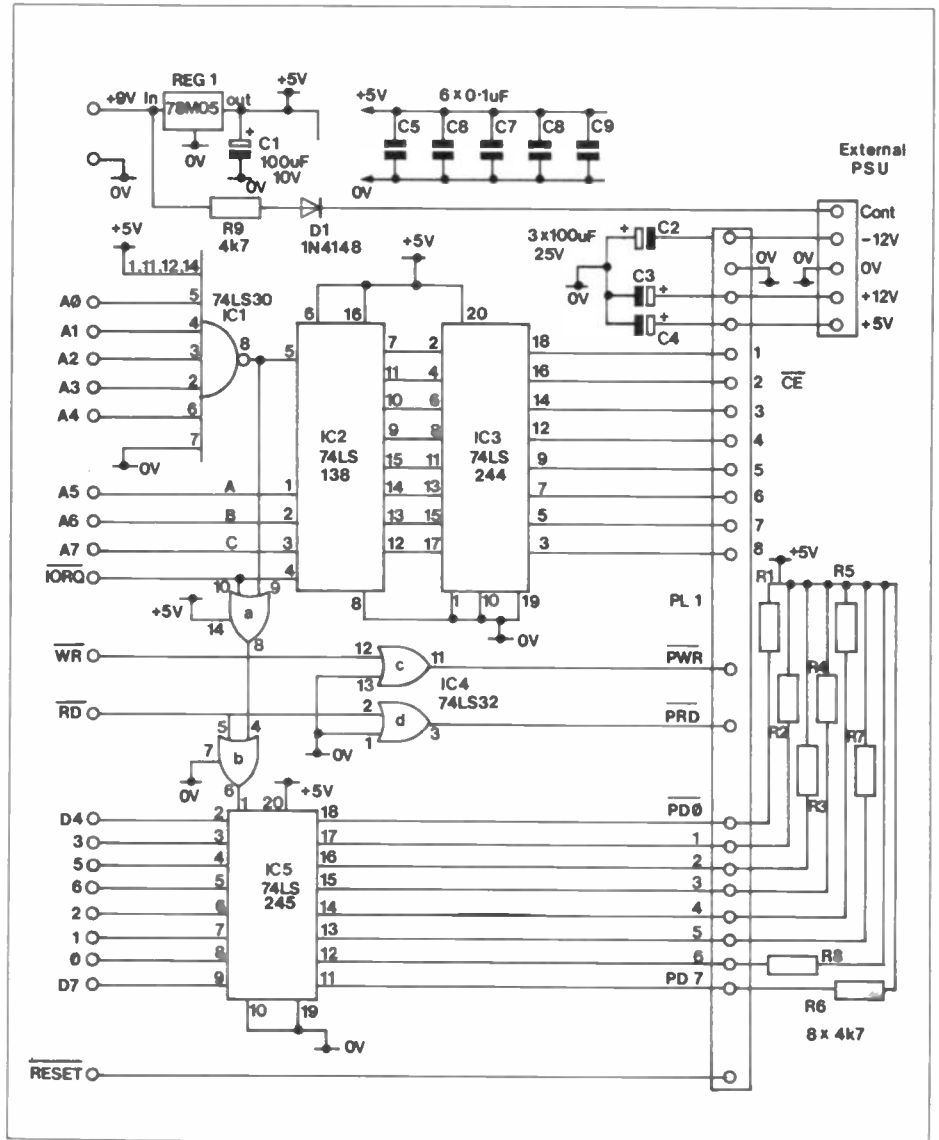 REG 1
+9V In 78M05 out +5V
0V
C1
100uF
10V
0V
0V
R9
4k7
D1
1N4148
+5V 6 x 0·1uF
C5 C6 C7 C8 C9
0V
External
PSU
Cont
-12V
0V
+12V
+5V
3 x 100uF
25V
C2
C3
C4
0V
0V 0V
+5V
1,11,12,14
74LS30
IC1
A0 5
A1 4
A2 3
A3 2
A4 6
7
0V
8
+5V
6 16 20
5 7 2 18 1
11 4 16 2 CE
10 6 14 3
9 8 12 4
15 11 9 5
14 13 7 6
13 15 5 7
12 17 3 8
IC2
74LS
138
IC3
74LS
244
A5 A 1
A6 B 2
A7 C 3
IORQ 4
8 1 10 19
0V
10 9
a
+5V
14
8
PL 1
+5V
R1 R5
R4
R2 R7
R3
WR 12 c 11 PWR
13
IC4
74LS32
RD 2 d 3 PRD
1
0V
5 4
7 b
0V
6
1 20 +5V
D4 2 18 PD0
3 3 17 1
5 4 16 2
6 5 15 3
2 6 14 4
1 7 13 5
0 8 12 6 R8
D7 9 11 PD 7
IC5
74LS
245
10 19
0V
R6
8 x 4k7
RESET